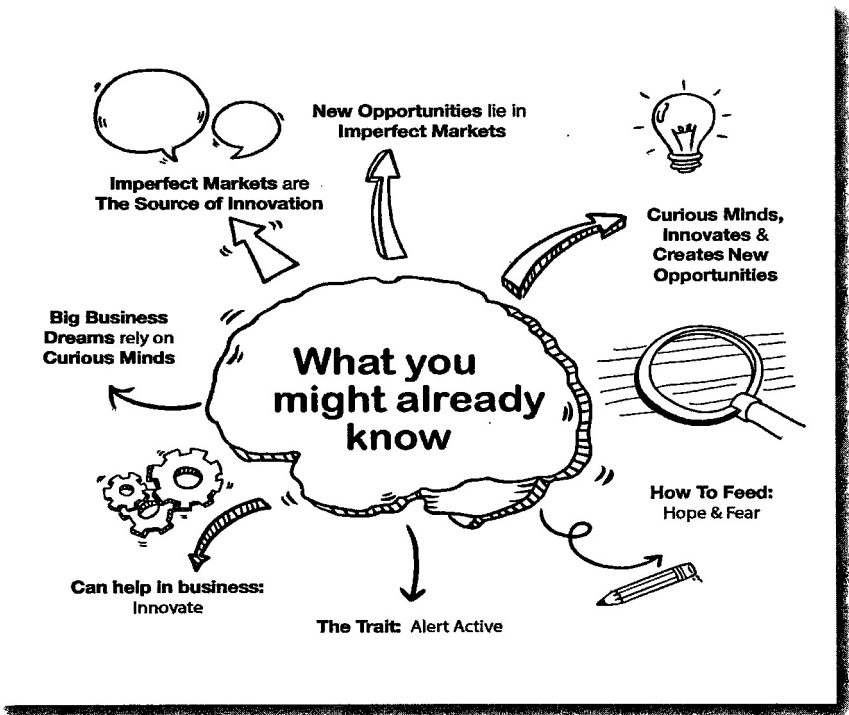 New Opportunities lie in
Imperfect Markets
Imperfect Markets are
The Source of Innovation
Curious Minds,
Innovates &
Creates New
Opportunities
Big Business
Dreams rely on
Curious Minds
What you
might already
know
How To Feed:
Hope & Fear
Can help in business:
Innovate
The Trait: Alert Active